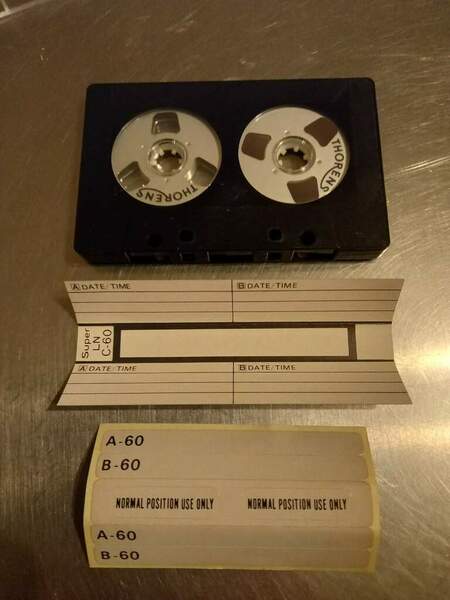 THORENS THORENS
A DATE/TIME B DATE/TIME
Super
LN
C-60
A DATE/TIME B DATE/TIME
A-60
B-60
NORMAL POSITION USE ONLY NORMAL POSITION USE ONLY
A-60
B-60